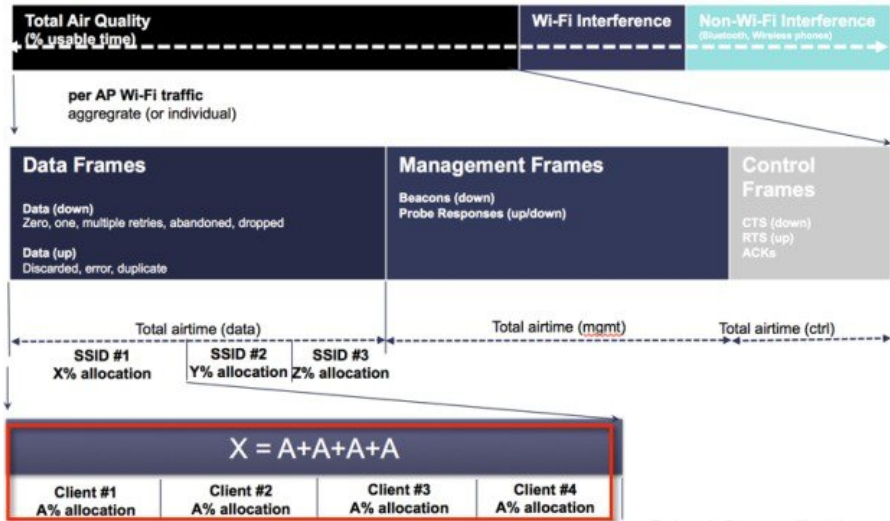 Total Air Quality
(% usable time)
Wi-Fi Interference
Non-Wi-Fi Interference
(Bluetooth, Wireless phones)
per AP Wi-Fi traffic
aggregrate (or individual)
Data Frames
Data (down)
Zero, one, multiple retries, abandoned, dropped
Data (up)
Discarded, error, duplicate
Management Frames
Beacons (down)
Probe Responses (up/down)
Control
Frames
CTS (down)
RTS (up)
ACKs
Total airtime (data)
Total airtime (mgmt)
Total airtime (ctrl)
SSID #1
X% allocation
SSID #2
Y% allocation
SSID #3
Z% allocation
X = A+A+A+A
Client #1
A% allocation
Client #2
A% allocation
Client #3
A% allocation
Client #4
A% allocation